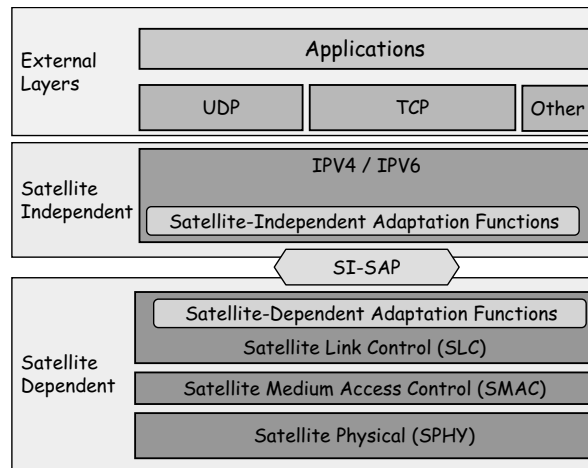 External
Layers
Applications
UDP
TCP
Other
Satellite
Independent
IPV4 / IPV6
Satellite-Independent Adaptation Functions
SI-SAP
Satellite
Dependent
Satellite-Dependent Adaptation Functions
Satellite Link Control (SLC)
Satellite Medium Access Control (SMAC)
Satellite Physical (SPHY)